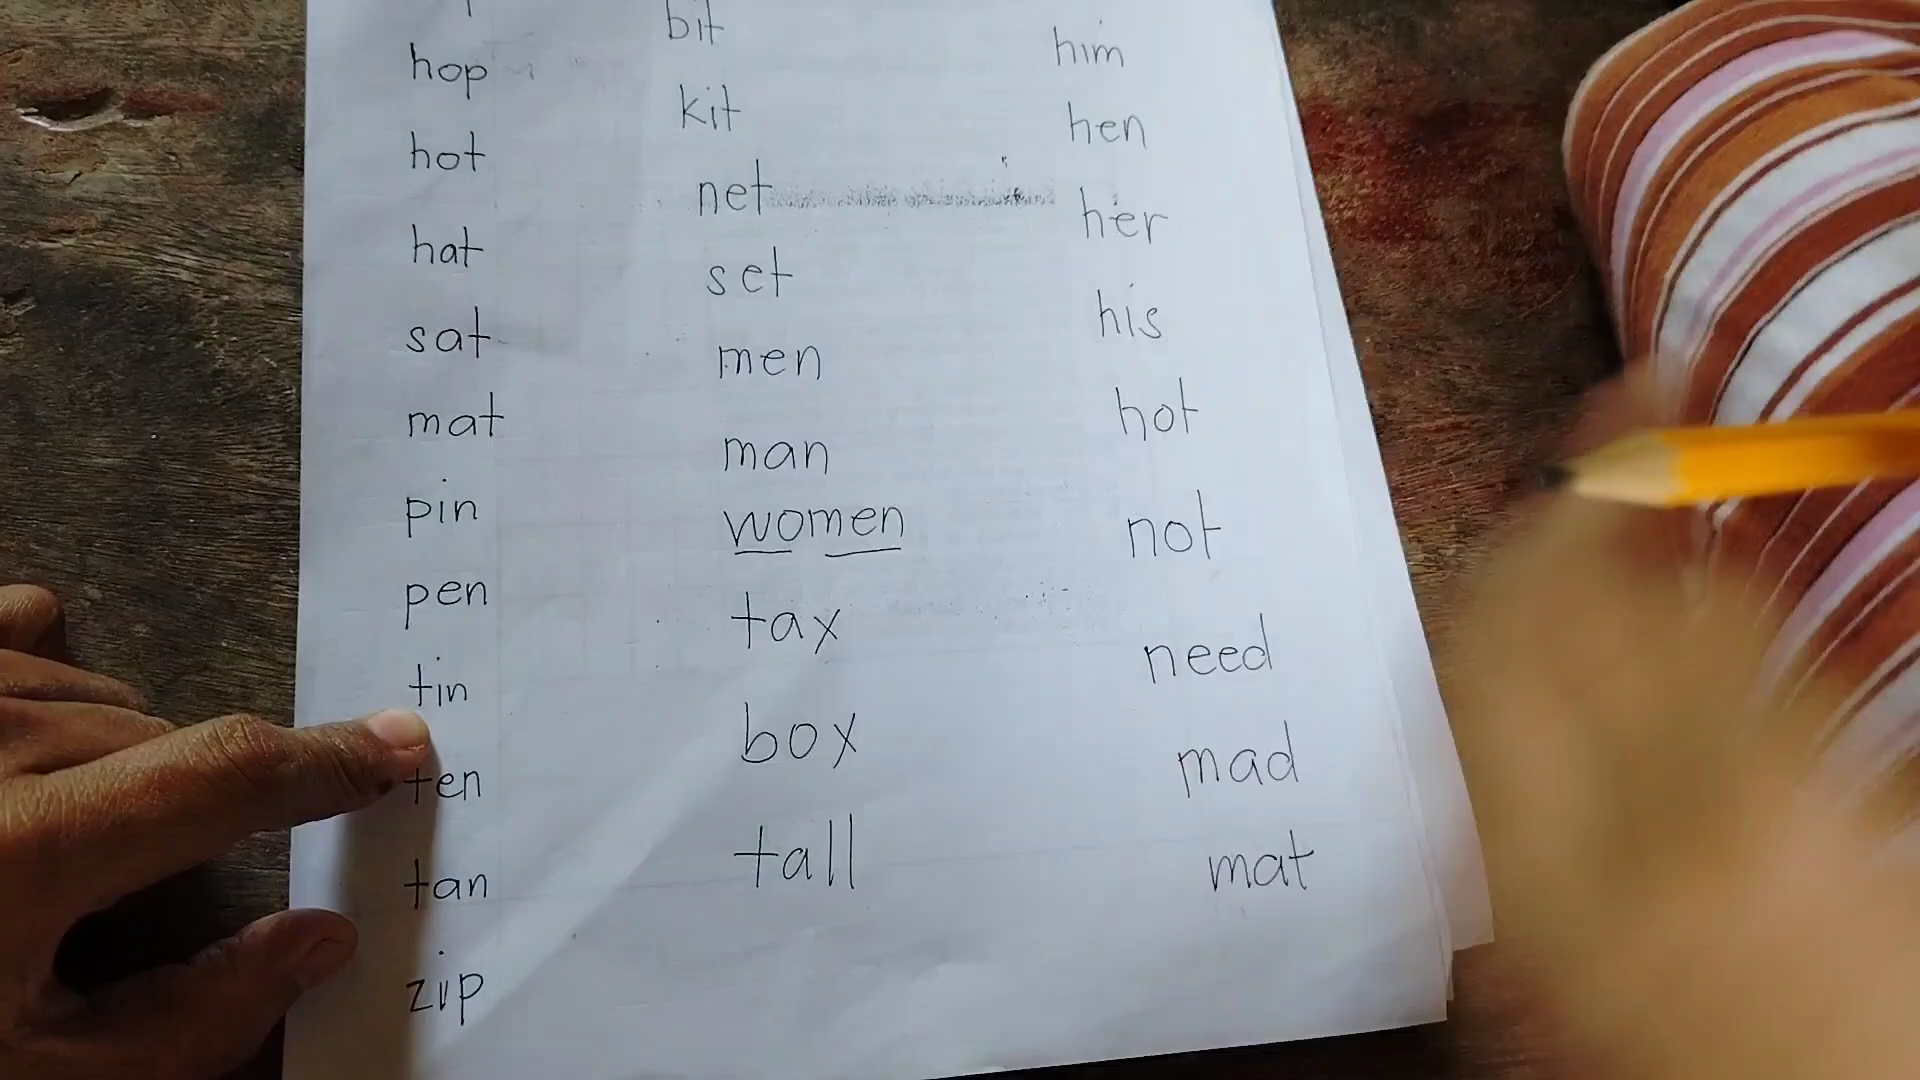 hop
hot
hat
sat
mat
pin
pen
tin
ten
tan
zip
bit
kit
net
set
men
man
women
tax
box
tall
him
hen
her
his
hot
not
need
mad
mat